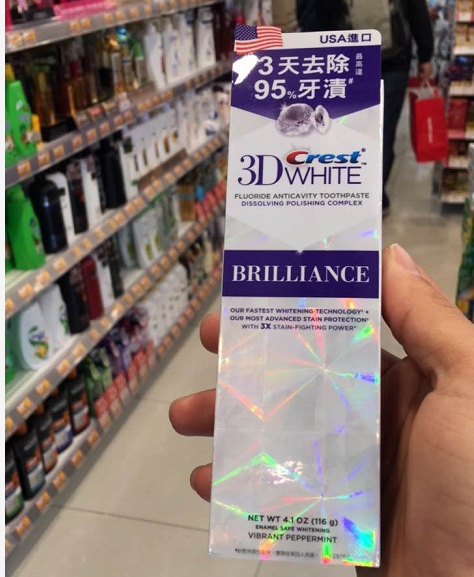 USA進口
3天去除
最高達
95%牙漬#
Crest
3D WHITE
FLUORIDE ANTICAVITY TOOTHPASTE
DISSOLVING POLISHING COMPLEX
BRILLIANCE
OUR FASTEST WHITENING TECHNOLOGY† +
OUR MOST ADVANCED STAIN PROTECTION*
WITH 3X STAIN-FIGHTING POWER^
NET WT 4.1 OZ (116 g)
ENAMEL SAFE WHITENING
VIBRANT PEPPERMINT